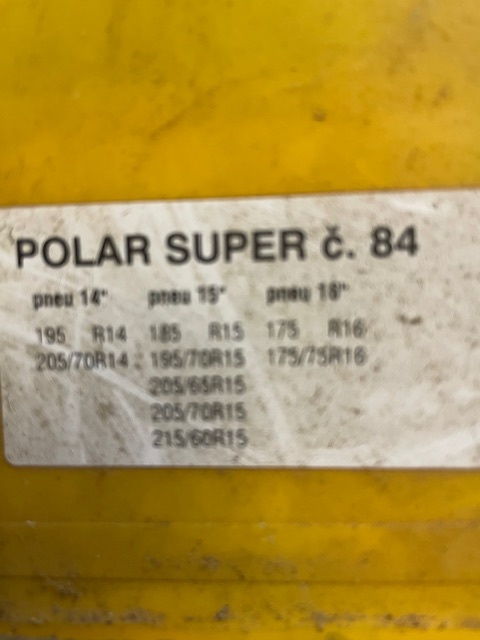 POLAR SUPER č. 84
pneu 14" pneu 15" pneu 16"
195 R14 185 R15 175 R16
205/70R14 195/70R15 175/75R16
205/65R15
205/70R15
215/60R15